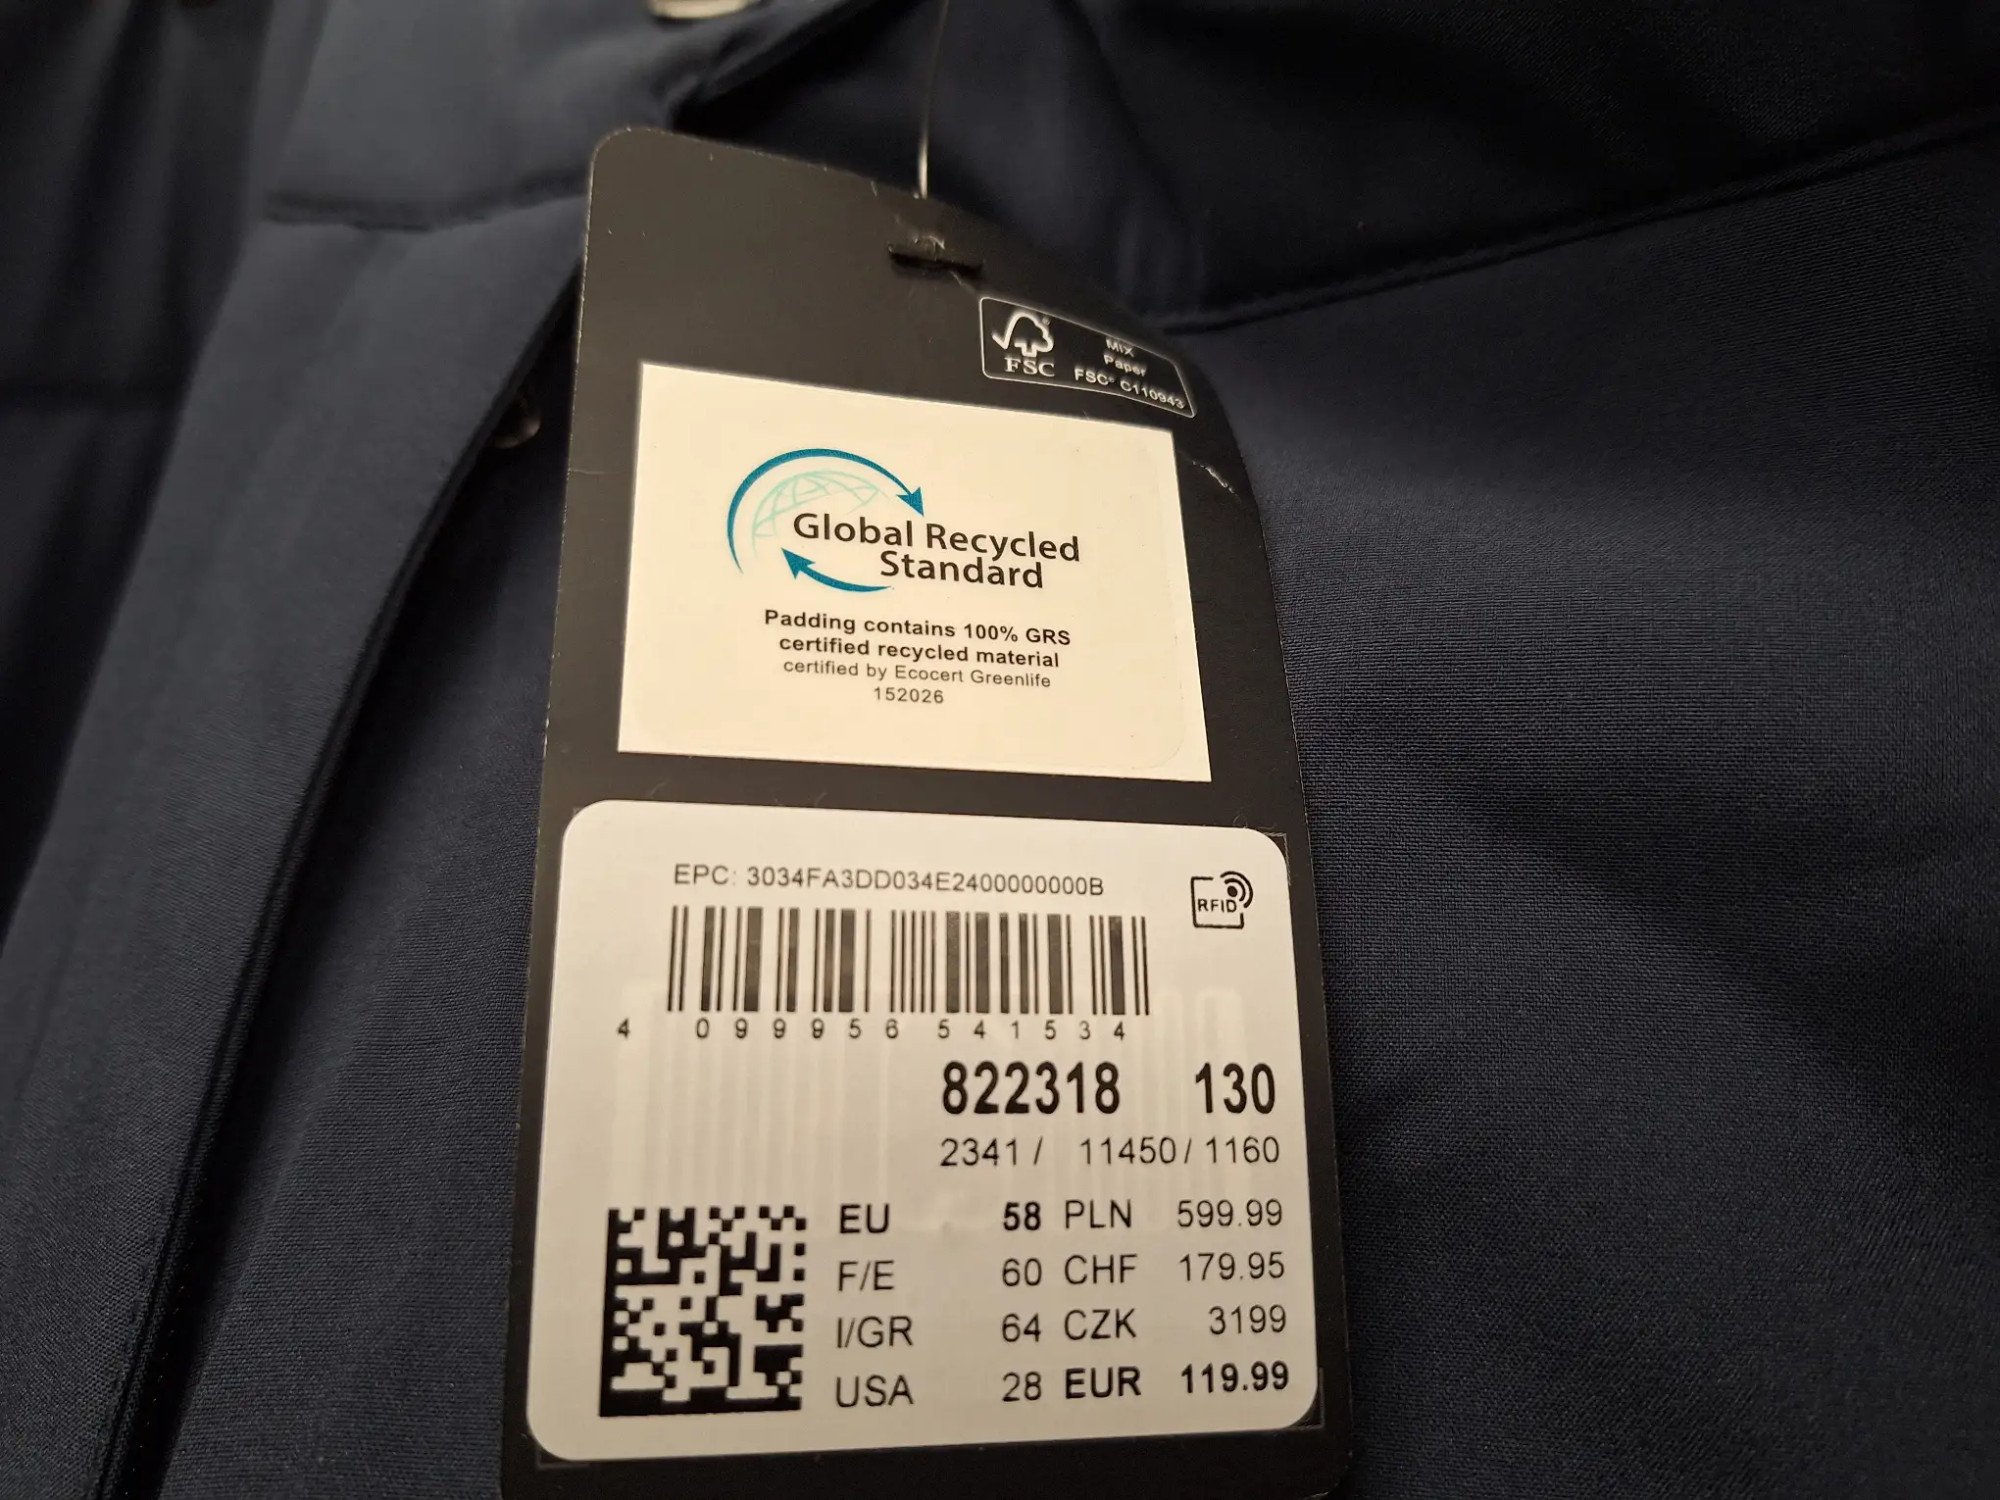 FSC
MIX
Paper
FSC® C110943
Global Recycled
Standard
Padding contains 100% GRS
certified recycled material
certified by Ecocert Greenlife
152026
EPC: 3034FA3DD034E2400000000B
RFID
4 099956 541534
822318 130
2341 / 11450 / 1160
EU 58 PLN 599.99
F/E 60 CHF 179.95
I/GR 64 CZK 3199
USA 28 EUR 119.99